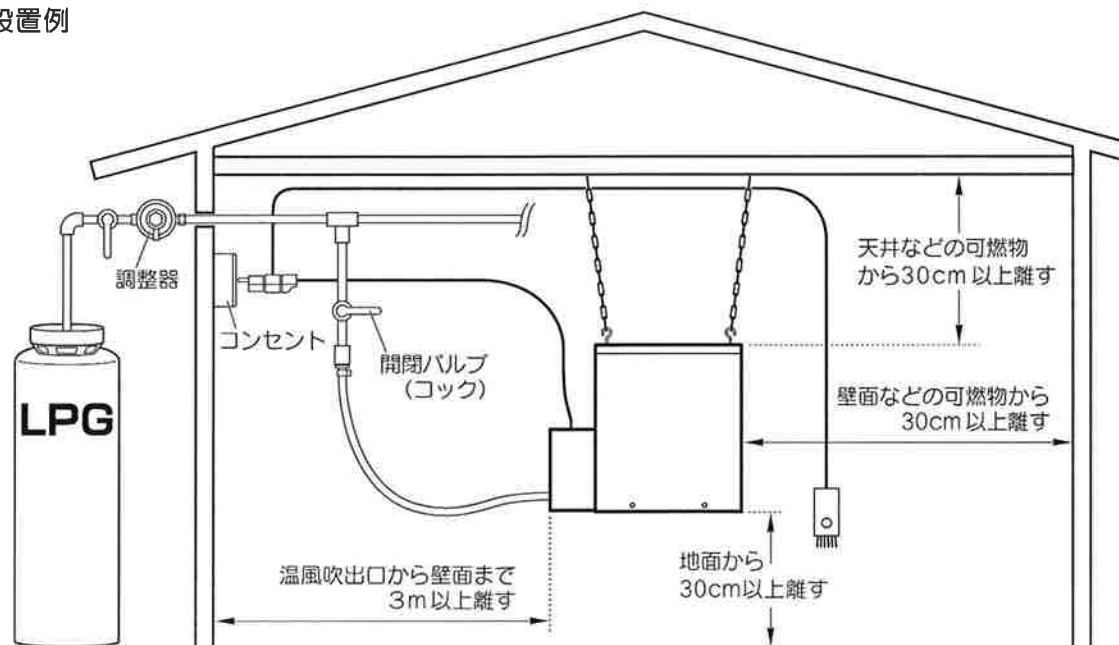 設置例
調整器
コンセント
開閉バルブ
(コック)
LPG
天井などの可燃物
から30cm以上離す
壁面などの可燃物から
30cm以上離す
地面から
30cm以上離す
温風吹出口から壁面まで
3m以上離す